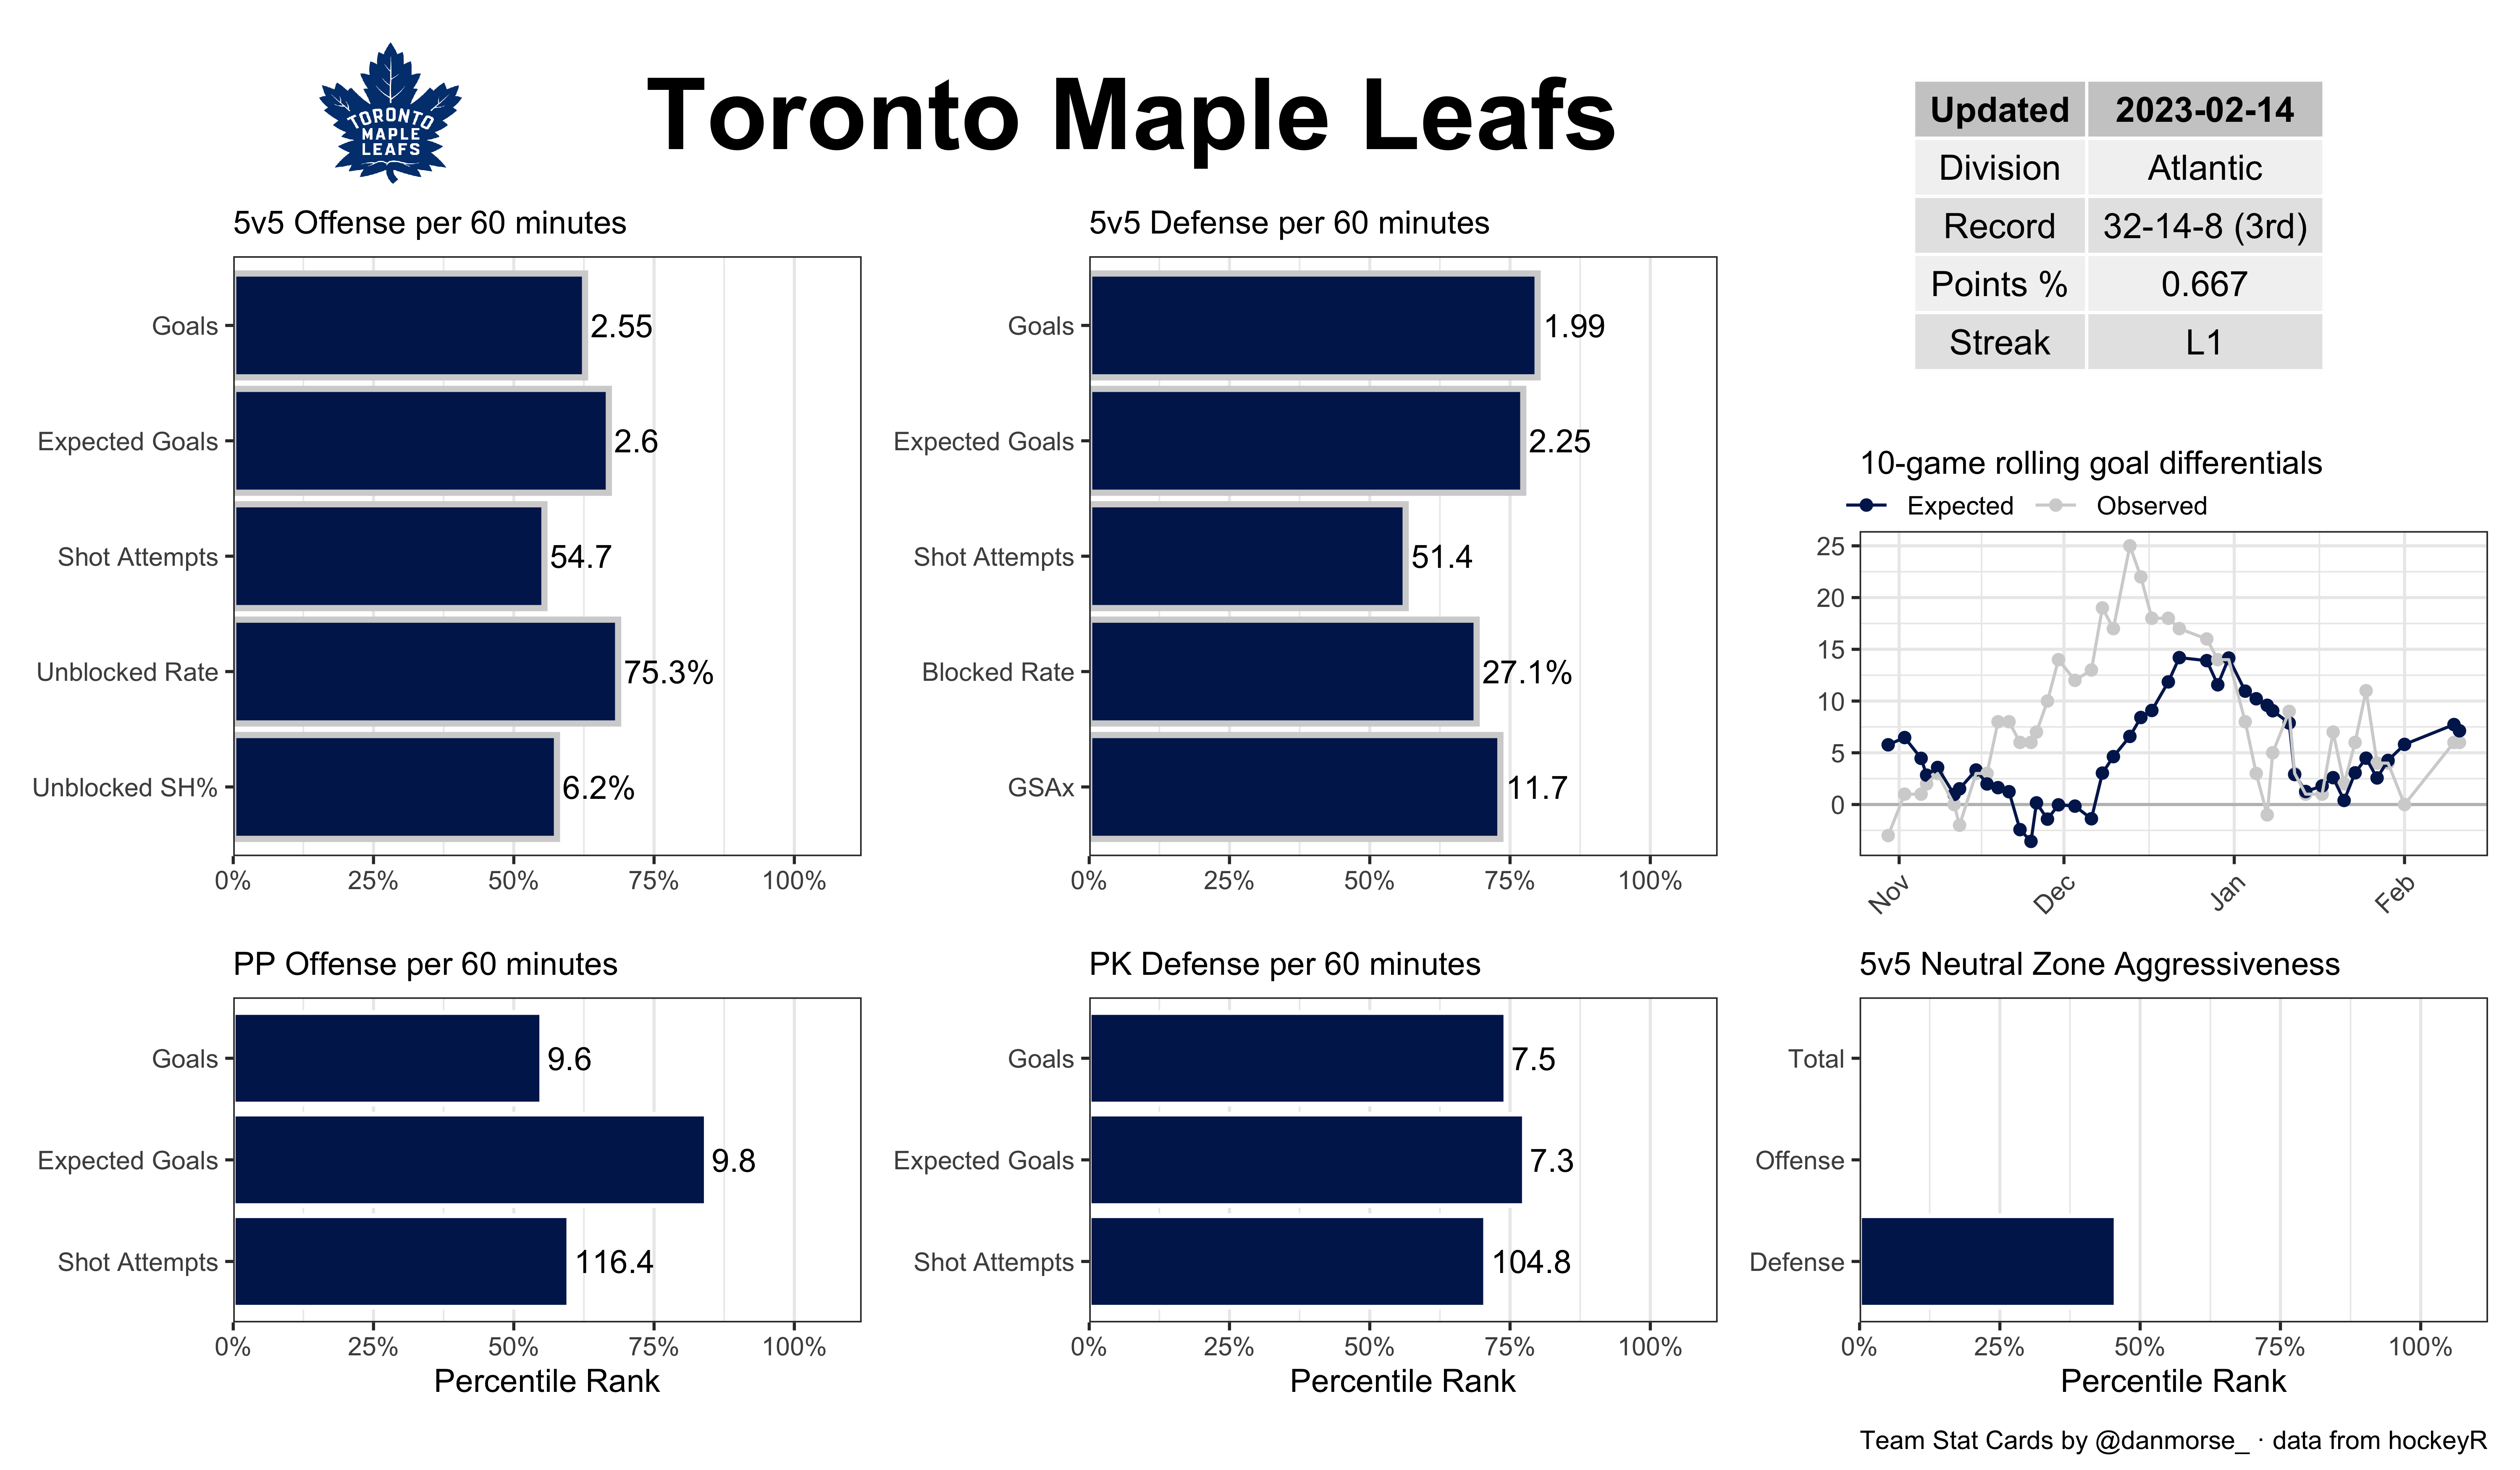 TORONTO
MAPLE
LEAFS
Toronto Maple Leafs
Updated 2023-02-14
Division Atlantic
Record 32-14-8 (3rd)
Points % 0.667
Streak L1
5v5 Offense per 60 minutes
Goals 2.55
Expected Goals 2.6
Shot Attempts 54.7
Unblocked Rate 75.3%
Unblocked SH% 6.2%
0% 25% 50% 75% 100%
5v5 Defense per 60 minutes
Goals 1.99
Expected Goals 2.25
Shot Attempts 51.4
Blocked Rate 27.1%
GSAx 11.7
0% 25% 50% 75% 100%
10-game rolling goal differentials
Expected Observed
25
20
15
10
5
0
Nov Dec Jan Feb
PP Offense per 60 minutes
Goals 9.6
Expected Goals 9.8
Shot Attempts 116.4
0% 25% 50% 75% 100%
Percentile Rank
PK Defense per 60 minutes
Goals 7.5
Expected Goals 7.3
Shot Attempts 104.8
0% 25% 50% 75% 100%
Percentile Rank
5v5 Neutral Zone Aggressiveness
Total
Offense
Defense
0% 25% 50% 75% 100%
Percentile Rank
Team Stat Cards by @danmorse_ · data from hockeyR